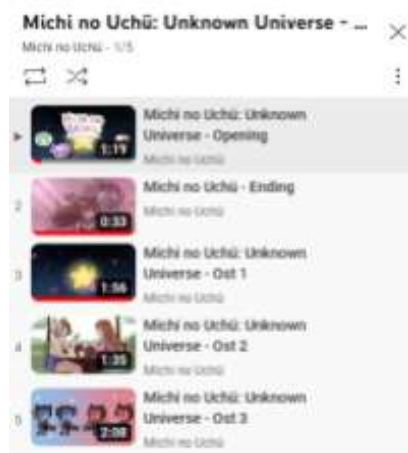 Michi no Uchū: Unknown Universe - ...
Michi no Uchū - 1/5
Michi no Uchū: Unknown
Universe - Opening
Michi no Uchū
1:19
2
Michi no Uchū - Ending
Michi no Uchū
0:33
3
Michi no Uchū: Unknown
Universe - Ost 1
Michi no Uchū
1:56
4
Michi no Uchū: Unknown
Universe - Ost 2
Michi no Uchū
1:35
5
Michi no Uchū: Unknown
Universe - Ost 3
Michi no Uchū
2:08